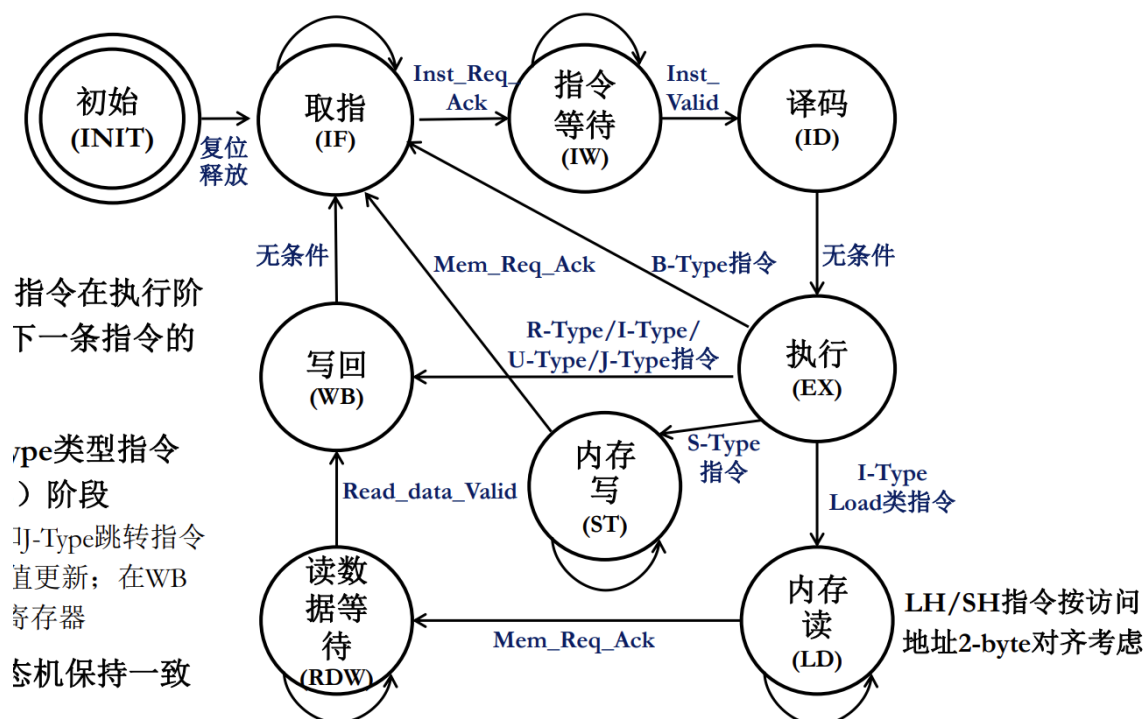 初始
(INIT)
复位
释放
取指
(IF)
Inst_Req_
Ack
指令
等待
(IW)
Inst_
Valid
译码
(ID)
无条件
Mem_Req_Ack
B-Type指令
无条件
指令在执行阶
下一条指令的
写回
(WB)
R-Type/I-Type/
U-Type/J-Type指令
执行
(EX)
ype类型指令
）阶段
J-Type跳转指令
值更新；在WB
寄存器
态机保持一致
Read_data_Valid
内存
写
(ST)
S-Type
指令
I-Type
Load类指令
读数
据等
待
(RDW)
Mem_Req_Ack
内存
读
(LD)
LH/SH指令按访问
地址2-byte对齐考虑